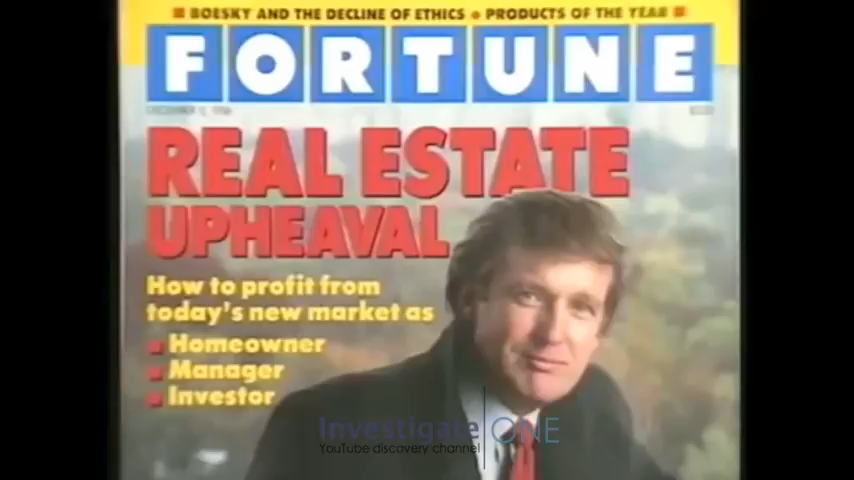 BOESKY AND THE DECLINE OF ETHICS PRODUCTS OF THE YEAR
FORTUNE
REAL ESTATE
UPHEAVAL
How to profit from
today's new market as
Homeowner
Manager
Investor
Investigate ONE
YouTube discovery channel